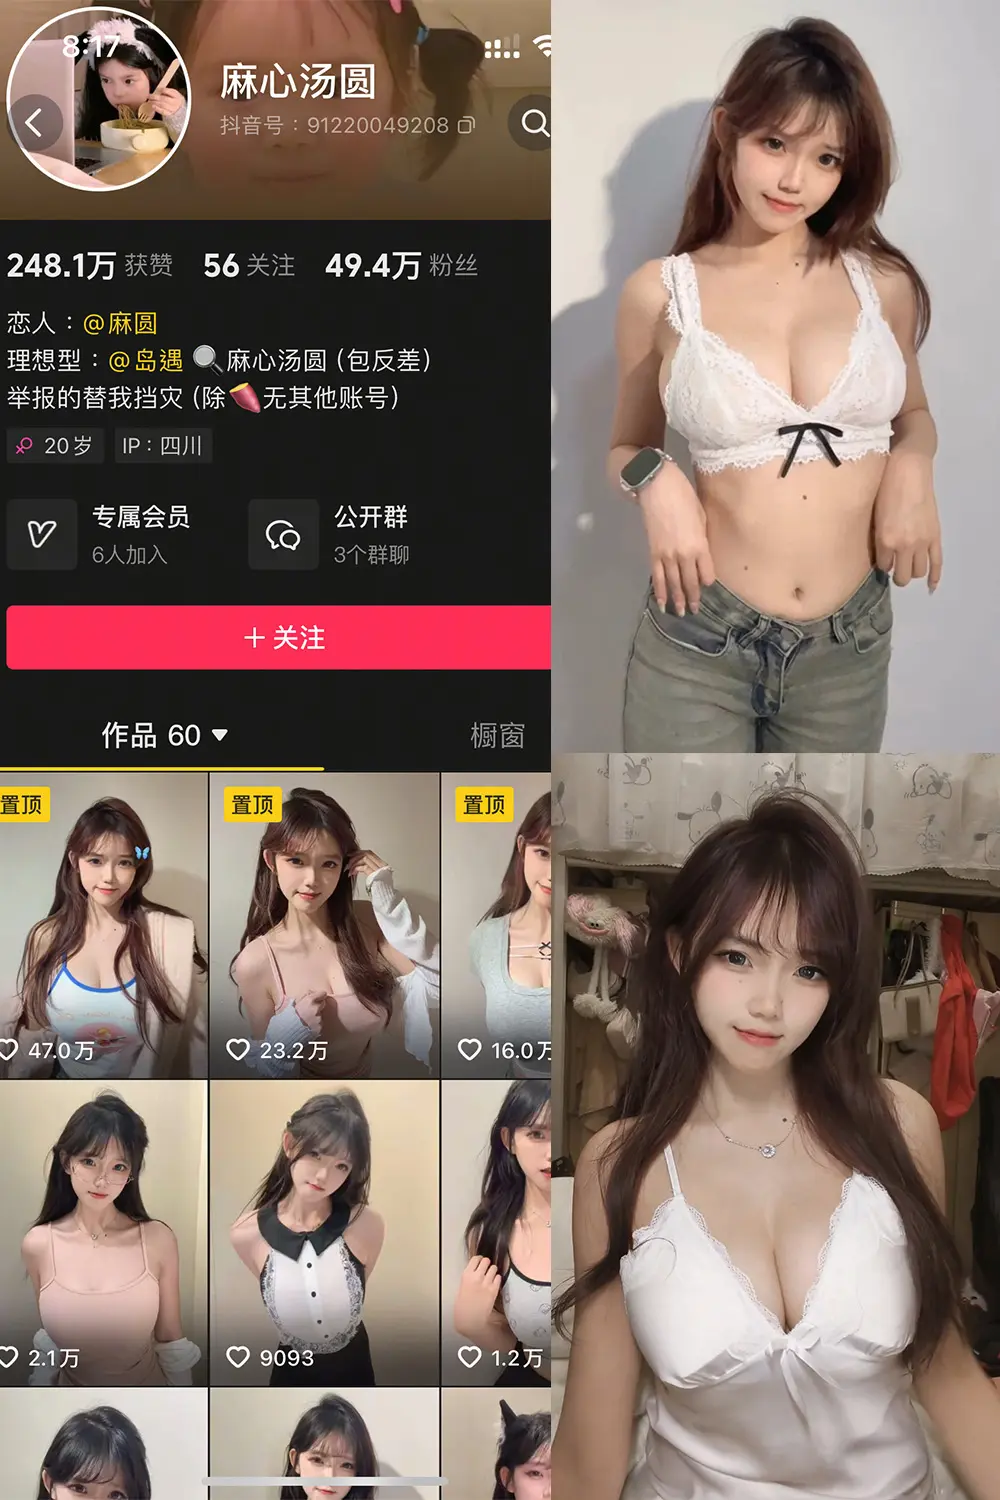 8:17
麻心汤圆
抖音号：91220049208
248.1万 获赞 56 关注 49.4万 粉丝
恋人：@麻圆
理想型：@岛遇 🔍麻心汤圆 (包反差)
举报的替我挡灾 (除🍠无其他账号)
20岁 IP：四川
专属会员 公开群
6人加入 3个群聊
＋关注
作品 60 橱窗
置顶 置顶 置顶
47.0万 23.2万 16.0万
2.1万 9093 1.2万